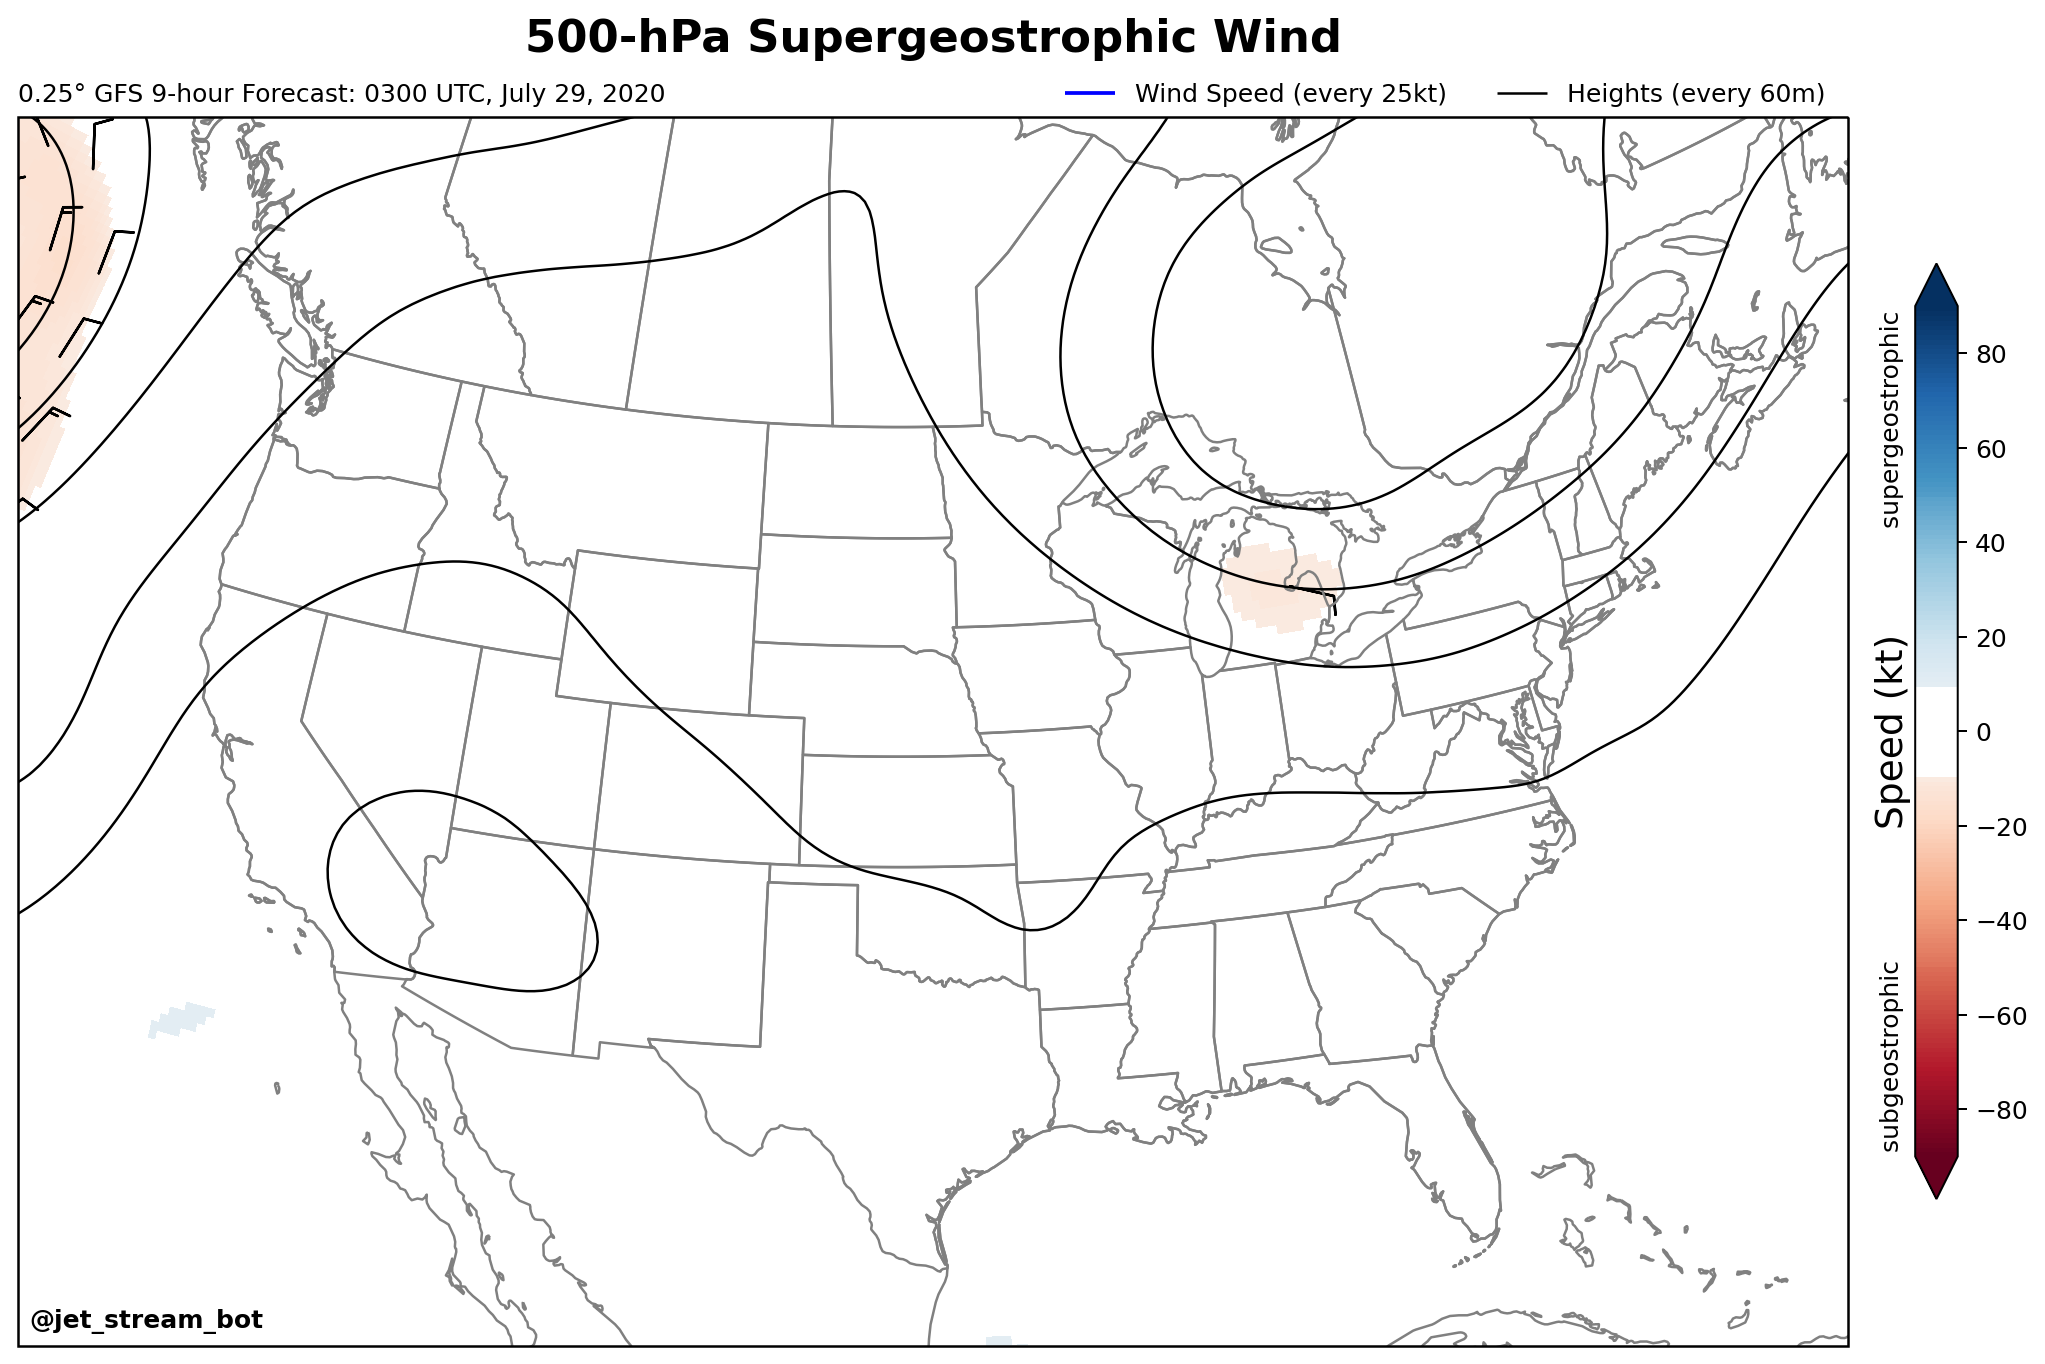 500-hPa Supergeostrophic Wind
0.25° GFS 9-hour Forecast: 0300 UTC, July 29, 2020
Wind Speed (every 25kt)
Heights (every 60m)
supergeostrophic
Speed (kt)
subgeostrophic
80
60
40
20
0
−20
−40
−60
−80
@jet_stream_bot